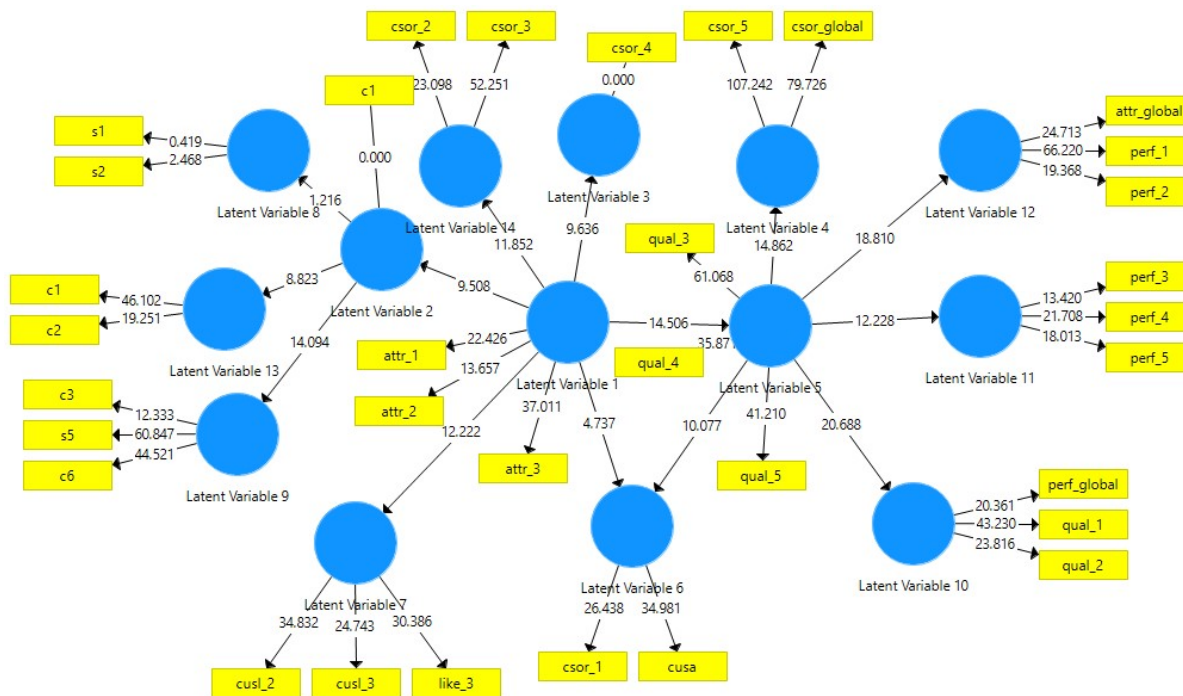 csor_2
csor_3
csor_5
csor_global
csor_4
c1
23.098
52.251
0.000
107.242
79.726
attr_global
24.713
s1
0.419
66.220
perf_1
s2
2.468
0.000
19.368
perf_2
1.216
Latent Variable 8
Latent Variable 3
Latent Variable 12
Latent Variable 14
Latent Variable 4
9.636
qual_3
14.862
18.810
11.852
61.068
8.823
perf_3
c1
46.102
9.508
13.420
c2
19.251
Latent Variable 2
14.506
12.228
21.708
perf_4
14.094
22.426
35.871
18.013
perf_5
attr_1
qual_4
Latent Variable 13
13.657
Latent Variable 1
Latent Variable 5
Latent Variable 11
c3
12.333
attr_2
37.011
41.210
s5
60.847
12.222
4.737
10.077
20.688
c6
44.521
attr_3
qual_5
Latent Variable 9
perf_global
20.361
43.230
qual_1
23.816
qual_2
Latent Variable 6
Latent Variable 10
Latent Variable 7
34.832
24.743
30.386
26.438
34.981
cusl_2
cusl_3
like_3
csor_1
cusa